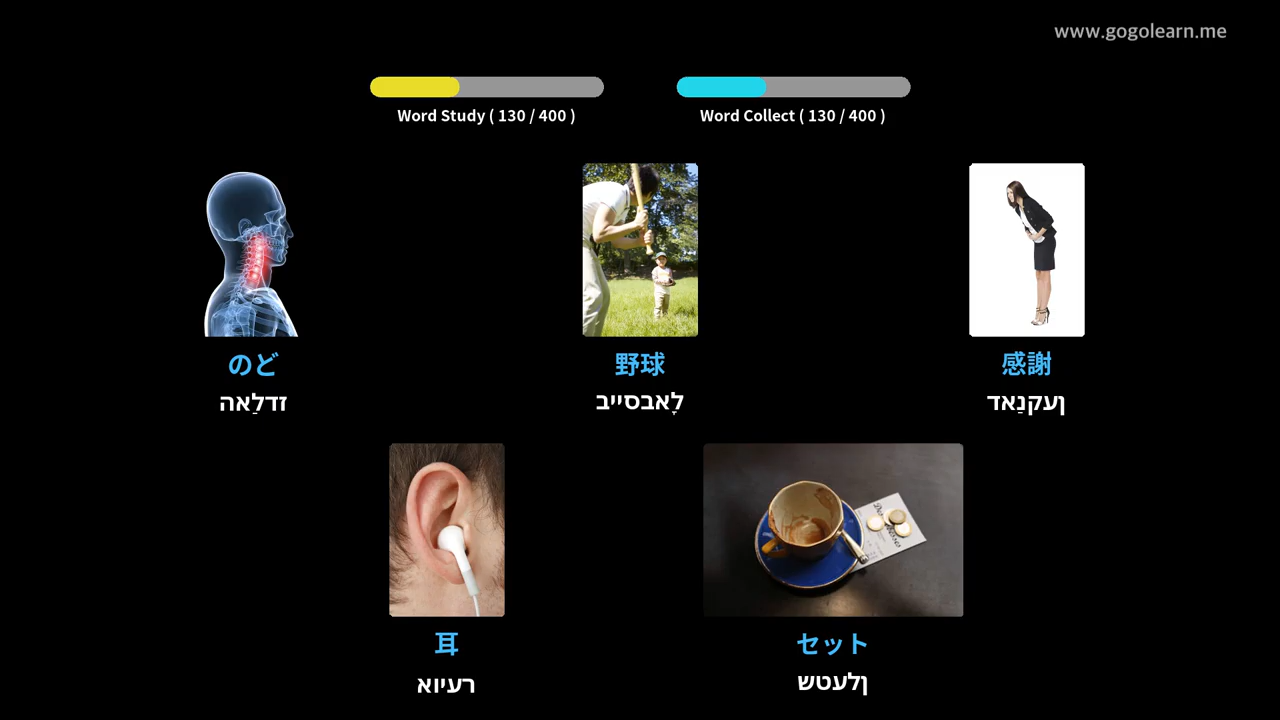 www.gogolearn.me
Word Study ( 130 / 400 )
Word Collect ( 130 / 400 )
のど
זדלַאה
野球
לָאבסייב
感謝
ןעקנַאד
耳
רעיוא
セット
ןלעטש